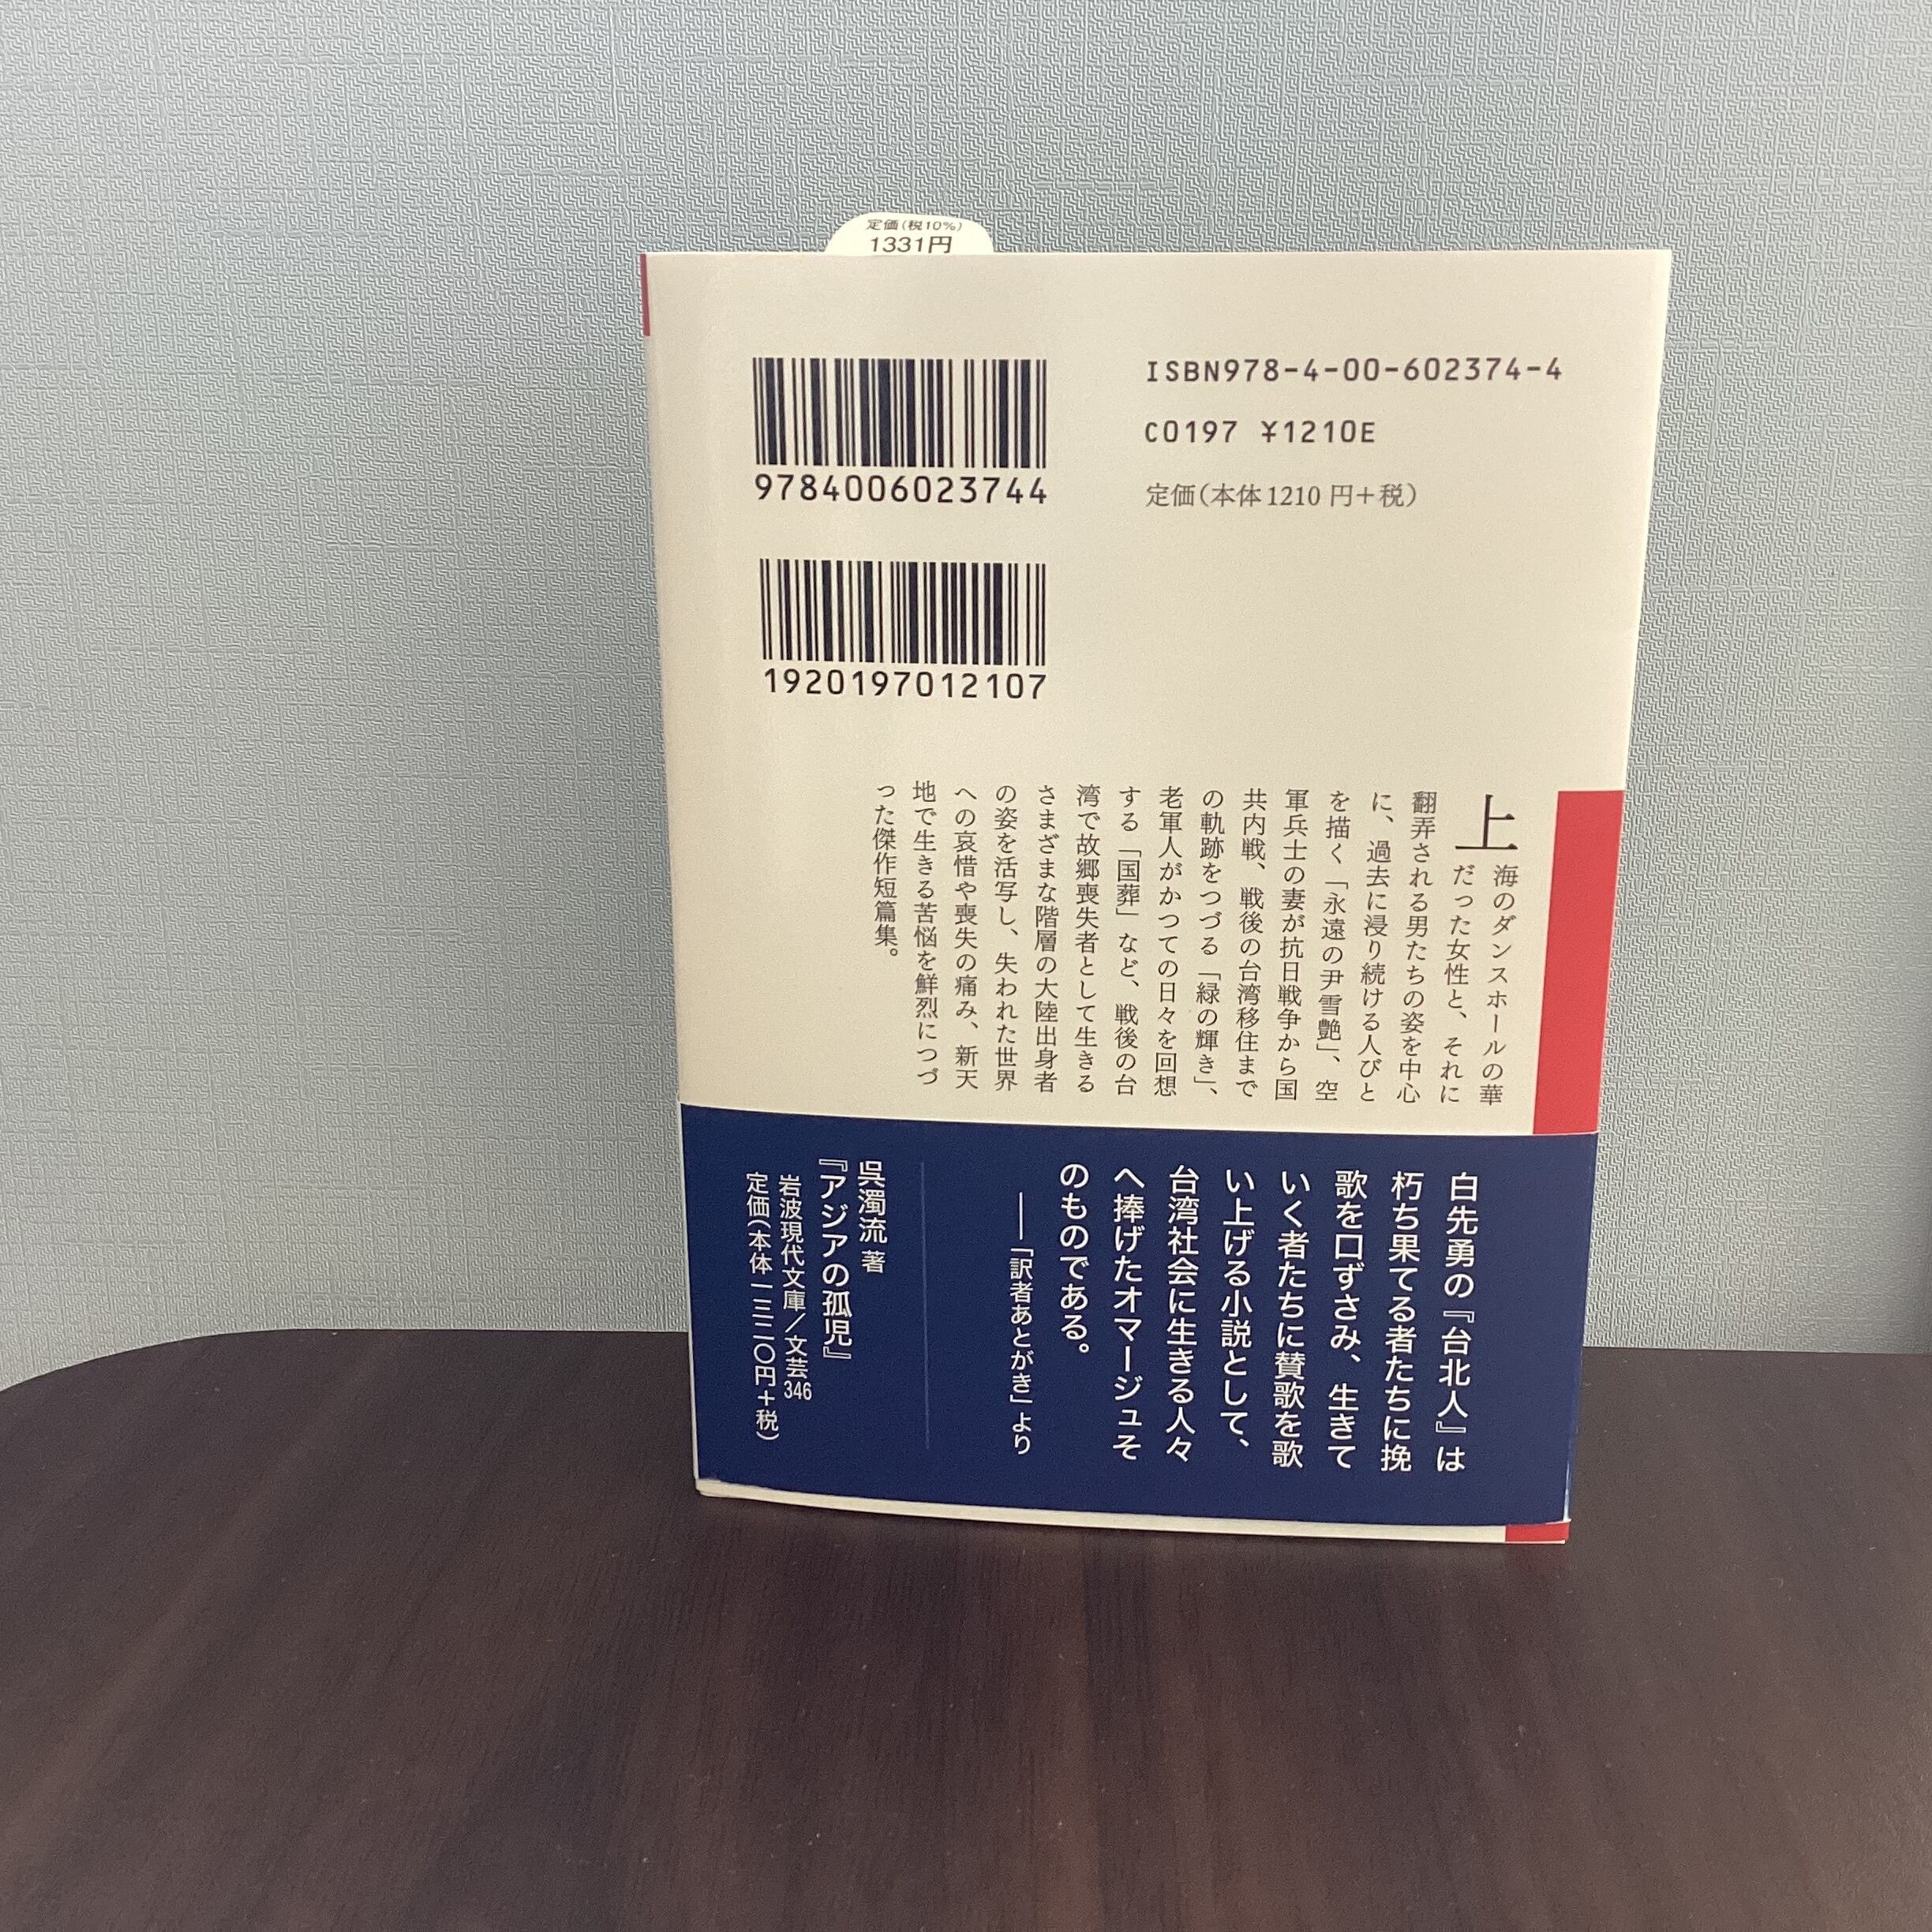 定価(税10%)
1331円
ISBN978-4-00-602374-4
C0197 ¥1210E
定価(本体1210円+税)
9784006023744
1920197012107
上海のダンスホールの華
だった女性と、それに
翻弄される男たちの姿を中心
に、過去に浸り続ける人びと
を描く「永遠の尹雪艶」、空
軍兵士の妻が抗日戦争から国
共内戦、戦後の台湾移住まで
の軌跡をつづる「緑の輝き」、
老軍人がかつての日々を回想
する「国葬」など、戦後の台
湾で故郷喪失者として生きる
さまざまな階層の大陸出身者
の姿を活写し、失われた世界
への哀惜や喪失の痛み、新天
地で生きる苦悩を鮮烈につづ
った傑作短篇集。
白先勇の『台北人』は
朽ち果てる者たちに挽
歌を口ずさみ、生きて
いく者たちに賛歌を歌
い上げる小説として、
台湾社会に生きる人々
へ捧げたオマージュそ
のものである。
――「訳者あとがき」より
呉濁流 著
『アジアの孤児』
岩波現代文庫／文芸346
定価(本体一三二〇円+税)